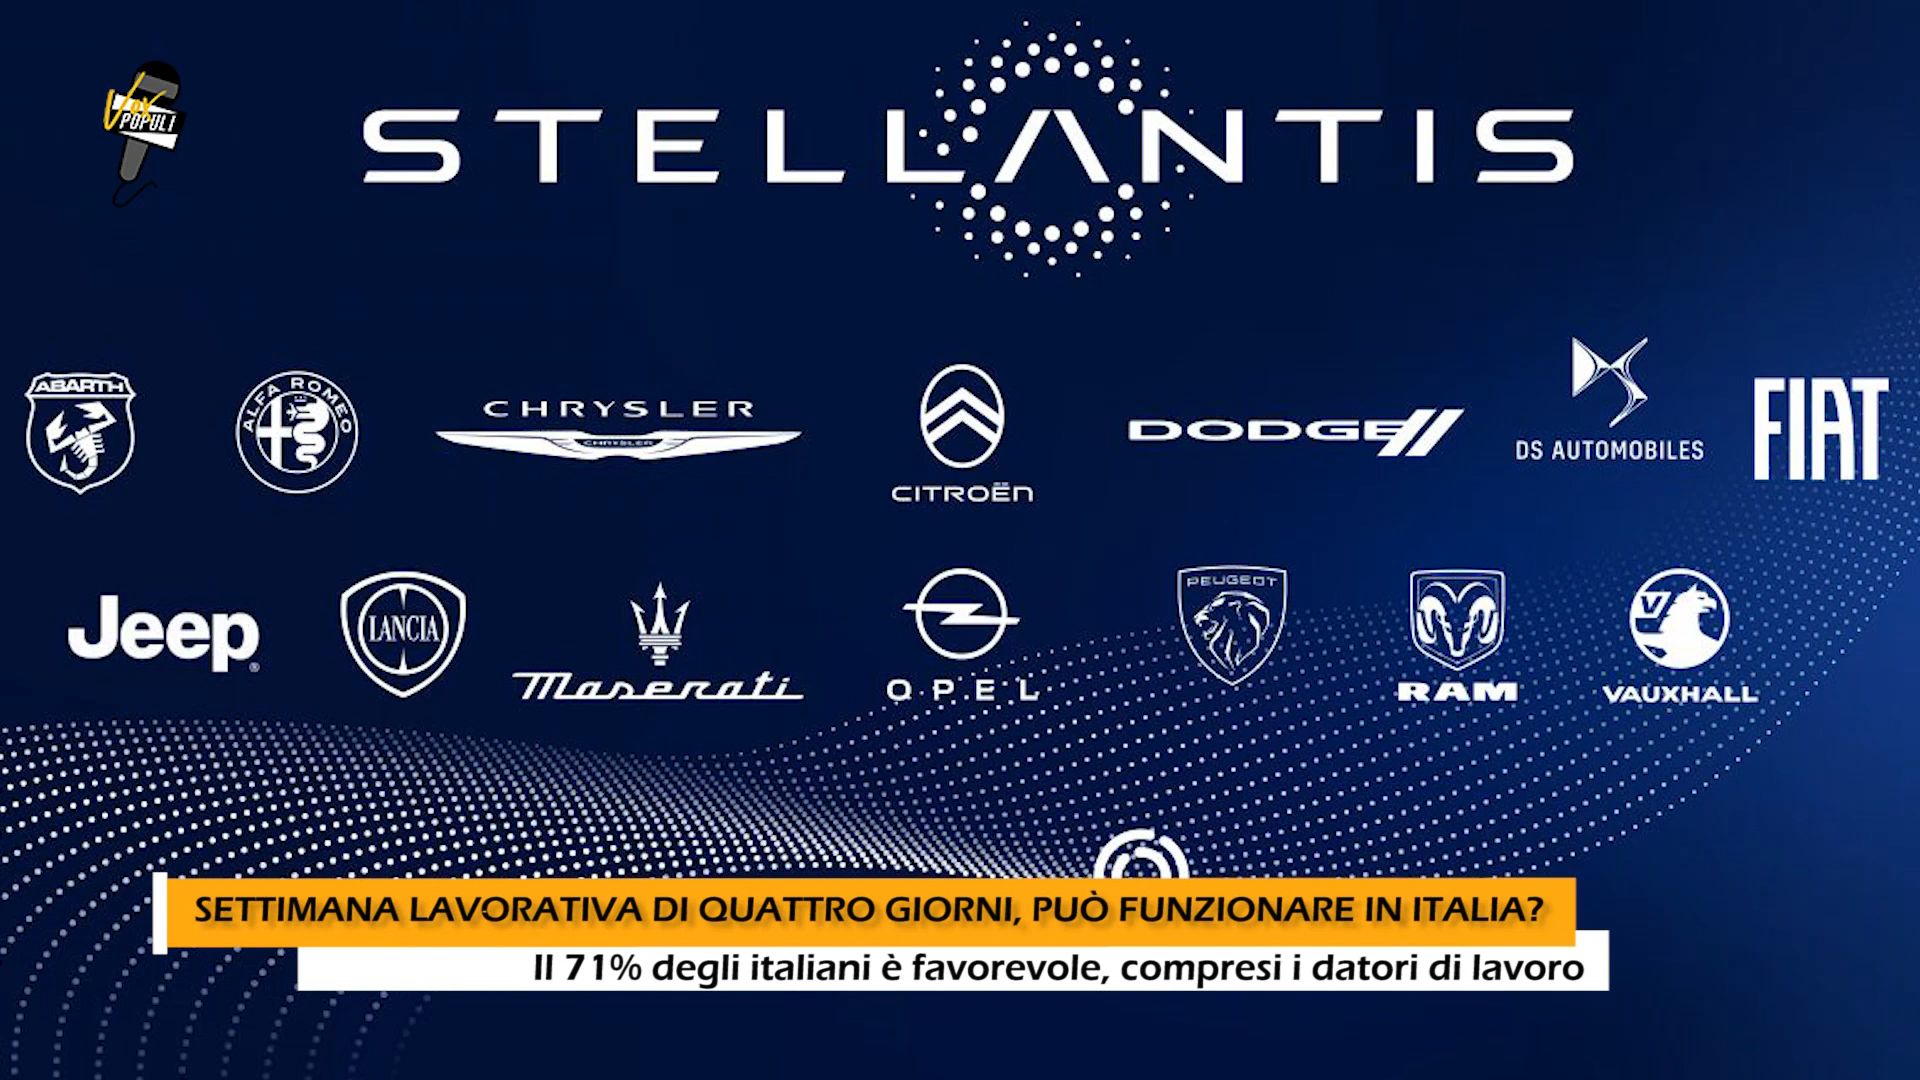 Vox
POPULI
STELLANTIS
ABARTH
ALFA ROMEO
CHRYSLER
CHRYSLER
CITROËN
DODGE
DS AUTOMOBILES
FIAT
Jeep
LANCIA
Maserati
OPEL
PEUGEOT
RAM
V
VAUXHALL
SETTIMANA LAVORATIVA DI QUATTRO GIORNI, PUÒ FUNZIONARE IN ITALIA?
Il 71% degli italiani è favorevole, compresi i datori di lavoro